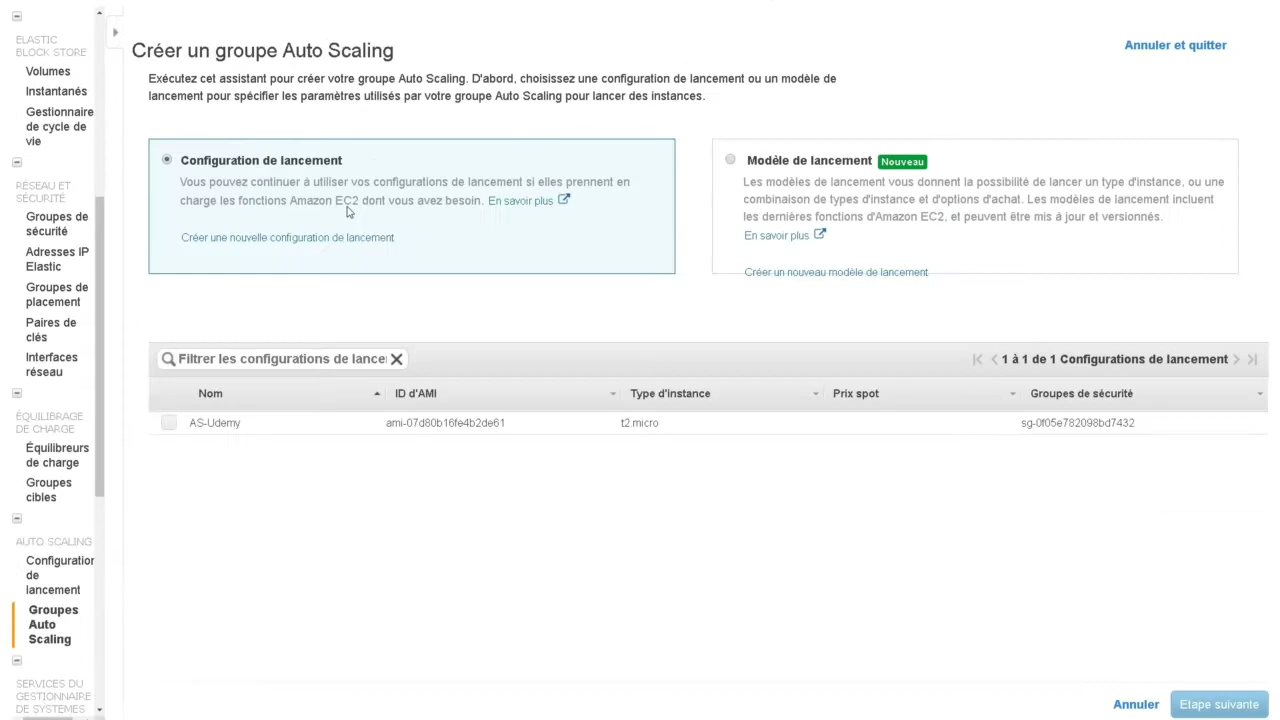 ELASTIC
BLOCK STORE
Volumes
Instantanés
Gestionnaire
de cycle de
vie
RÉSEAU ET
SÉCURITÉ
Groupes de
sécurité
Adresses IP
Elastic
Groupes de
placement
Paires de
clés
Interfaces
réseau
ÉQUILIBRAGE
DE CHARGE
Équilibreurs
de charge
Groupes
cibles
AUTO SCALING
Configuration
de
lancement
Groupes
Auto
Scaling
SERVICES DU
GESTIONNAIRE
DE SYSTÈMES
Créer un groupe Auto Scaling
Annuler et quitter
Exécutez cet assistant pour créer votre groupe Auto Scaling. D'abord, choisissez une configuration de lancement ou un modèle de
lancement pour spécifier les paramètres utilisés par votre groupe Auto Scaling pour lancer des instances.
Configuration de lancement
Vous pouvez continuer à utiliser vos configurations de lancement si elles prennent en
charge les fonctions Amazon EC2 dont vous avez besoin. En savoir plus
Créer une nouvelle configuration de lancement
Modèle de lancement Nouveau
Les modèles de lancement vous donnent la possibilité de lancer un type d'instance, ou une
combinaison de types d'instance et d'options d'achat. Les modèles de lancement incluent
les dernières fonctions d'Amazon EC2, et peuvent être mis à jour et versionnés.
En savoir plus
Créer un nouveau modèle de lancement
Filtrer les configurations de lance
1 à 1 de 1 Configurations de lancement
Nom ID d'AMI Type d'instance Prix spot Groupes de sécurité
AS-Udemy ami-07d80b16fe4b2de61 t2.micro sg-0f05e782098bd7432
Annuler Etape suivante